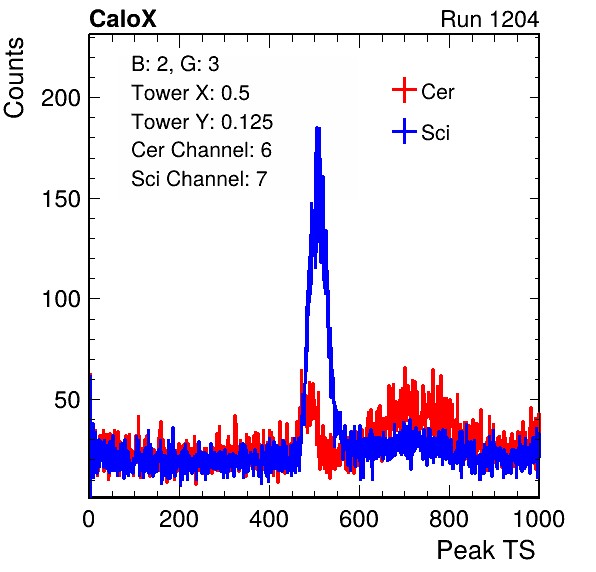 CaloX
Run 1204
Counts
B: 2, G: 3
Tower X: 0.5
Tower Y: 0.125
Cer Channel: 6
Sci Channel: 7
Cer
Sci
200
150
100
50
0 200 400 600 800 1000
Peak TS